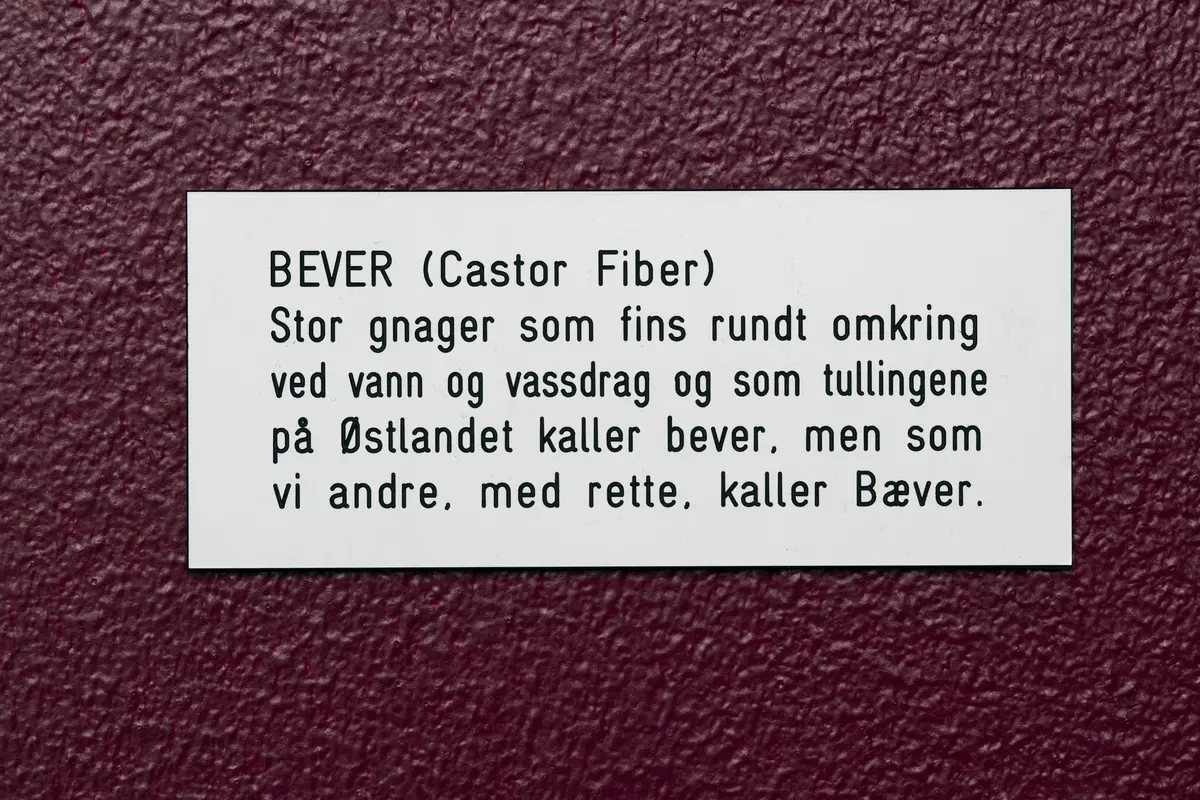 BEVER (Castor Fiber)
Stor gnager som fins rundt omkring
ved vann og vassdrag og som tullingene
på Østlandet kaller bever, men som
vi andre, med rette, kaller Bæver.